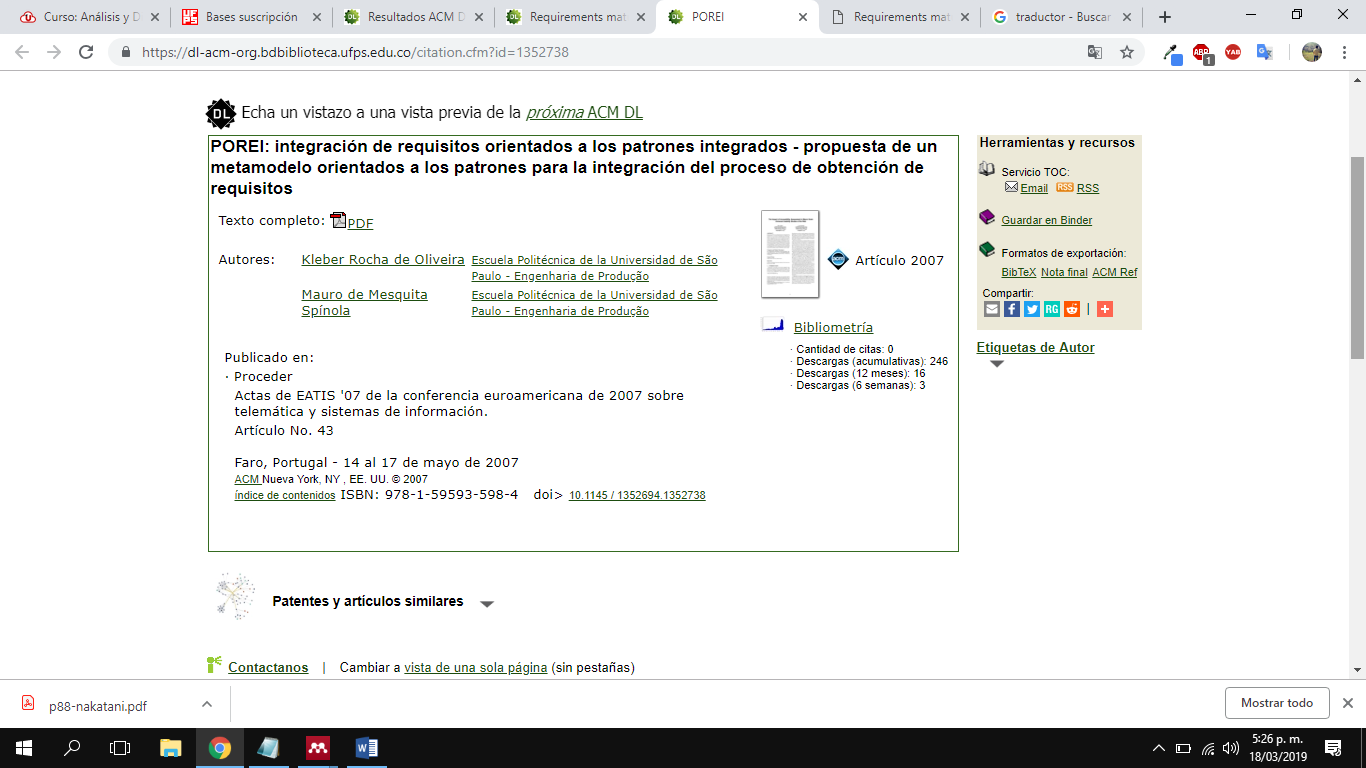 Curso: Análisis y D
Bases suscripción
Resultados ACM D
Requirements mat
POREI
Requirements mat
traductor - Buscar
https://dl-acm-org.bdbiblioteca.ufps.edu.co/citation.cfm?id=1352738
ABP
1
YAB
DL Echa un vistazo a una vista previa de la próxima ACM DL
POREI: integración de requisitos orientados a los patrones integrados - propuesta de un
metamodelo orientados a los patrones para la integración del proceso de obtención de
requisitos
Texto completo: PDF
Autores: Kleber Rocha de Oliveira Escuela Politécnica de la Universidad de São
Paulo - Engenharia de Produção
Mauro de Mesquita Escuela Politécnica de la Universidad de São
Spínola Paulo - Engenharia de Produção
Artículo 2007
Bibliometría
· Cantidad de citas: 0
· Descargas (acumulativas): 246
· Descargas (12 meses): 16
· Descargas (6 semanas): 3
Publicado en:
· Proceder
Actas de EATIS '07 de la conferencia euroamericana de 2007 sobre
telemática y sistemas de información.
Artículo No. 43
Faro, Portugal - 14 al 17 de mayo de 2007
ACM Nueva York, NY , EE. UU. © 2007
índice de contenidos ISBN: 978-1-59593-598-4 doi> 10.1145 / 1352694.1352738
Herramientas y recursos
Servicio TOC:
Email RSS RSS
Guardar en Binder
Formatos de exportación:
BibTeX Nota final ACM Ref
Compartir:
RG | +
Etiquetas de Autor
Patentes y artículos similares
Contactanos | Cambiar a vista de una sola página (sin pestañas)
p88-nakatani.pdf
Mostrar todo
5:26 p. m.
18/03/2019